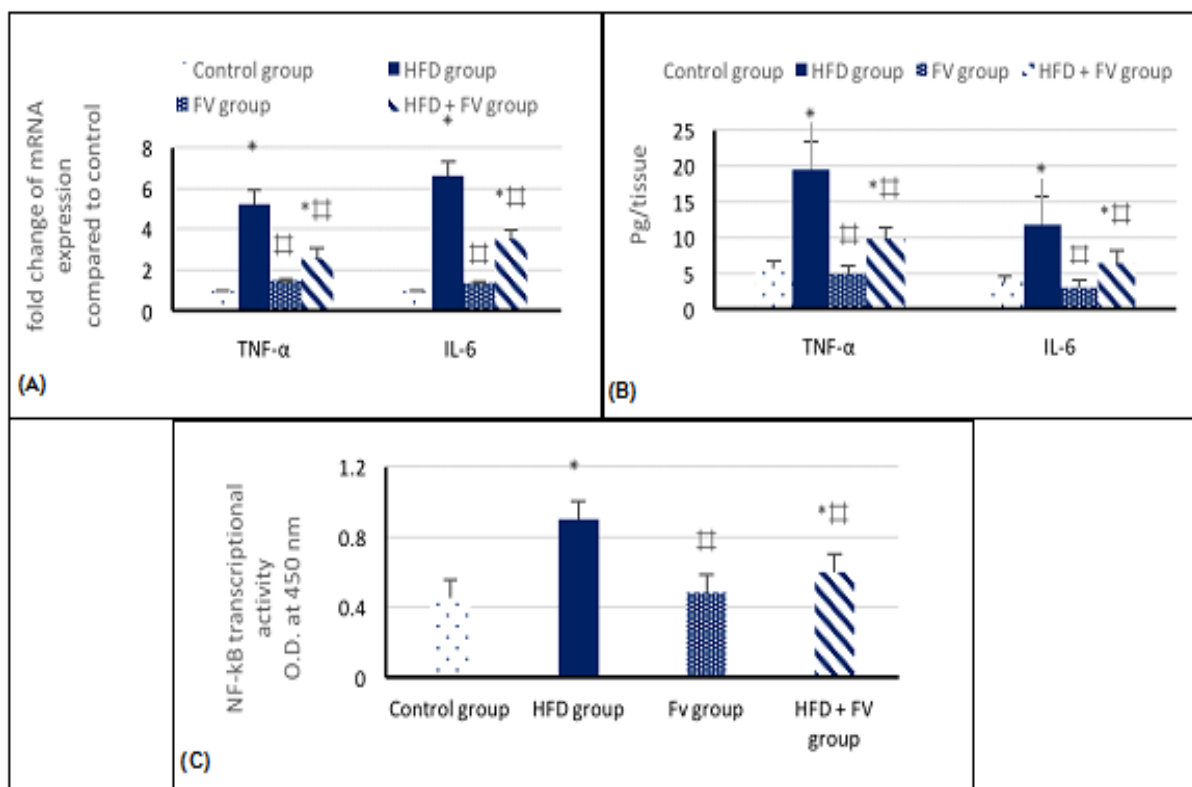 Control group HFD group
FV group HFD + FV group
fold change of mRNA
expression
compared to control
8
6
4
2
0
* *⌗ ⌗ * ⌗ *⌗
TNF-α IL-6
(A)
Control group HFD group FV group HFD + FV group
Pg/tissue
25
20
15
10
5
0
* ⌗ *⌗ * ⌗ *⌗
TNF-α IL-6
(B)
NF-kB transcriptional
activity
O.D. at 450 nm
1.2
0.8
0.4
0
* ⌗ *⌗
Control group HFD group Fv group HFD + FV
group
(C)